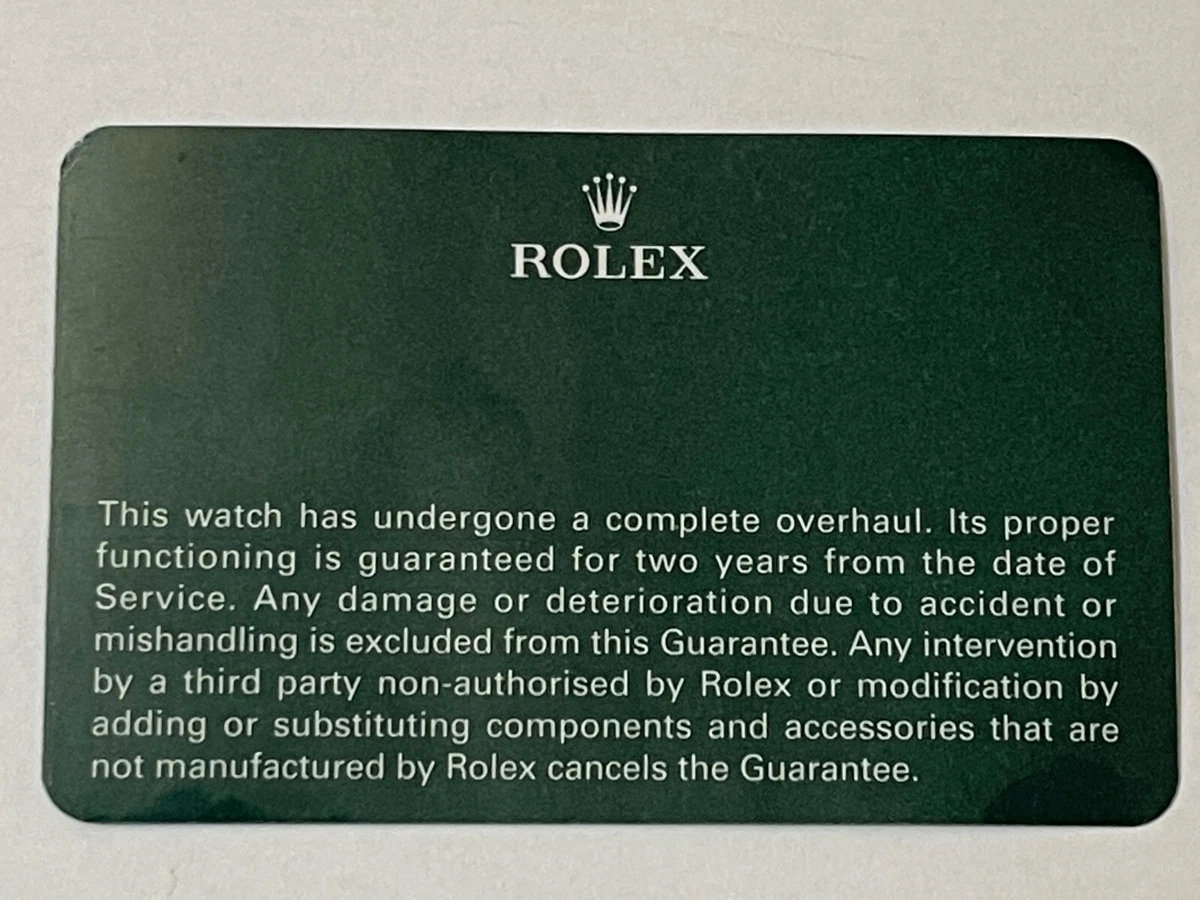 ROLEX
This watch has undergone a complete overhaul. Its proper
functioning is guaranteed for two years from the date of
Service. Any damage or deterioration due to accident or
mishandling is excluded from this Guarantee. Any intervention
by a third party non-authorised by Rolex or modification by
adding or substituting components and accessories that are
not manufactured by Rolex cancels the Guarantee.